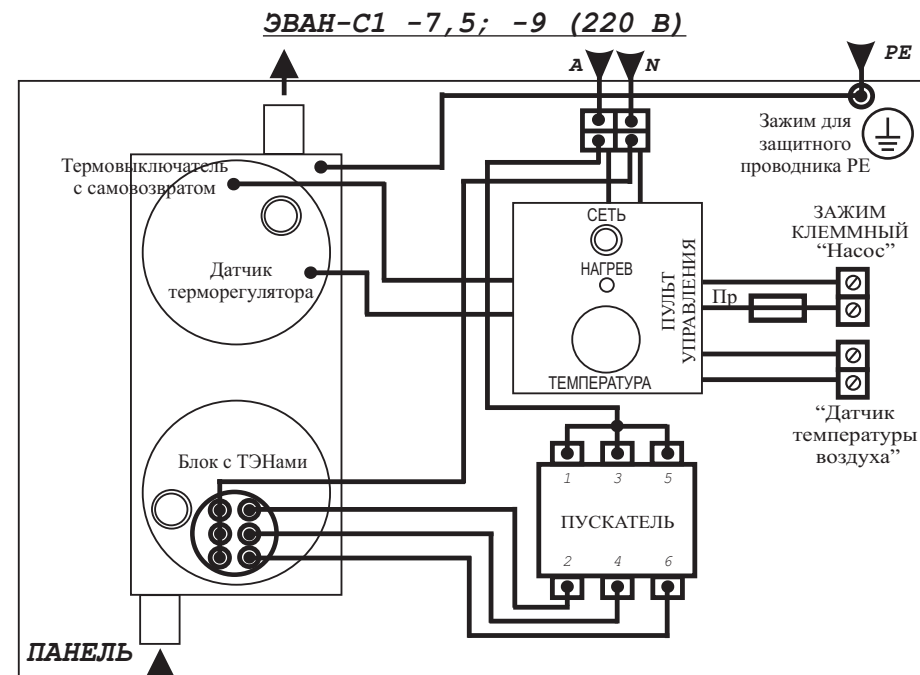 ЭВАН-С1 -7,5; -9 (220 В)
A N PE
Зажим для
защитного
проводника PE
Термовыключатель
с самовозвратом
Датчик
терморегулятора
СЕТЬ
НАГРЕВ
ТЕМПЕРАТУРА
ПУЛЬТ
УПРАВЛЕНИЯ
Пр
ЗАЖИМ
КЛЕММНЫЙ
“Насос”
“Датчик
температуры
воздуха”
Блок с ТЭНами
1 3 5
ПУСКАТЕЛЬ
2 4 6
ПАНЕЛЬ